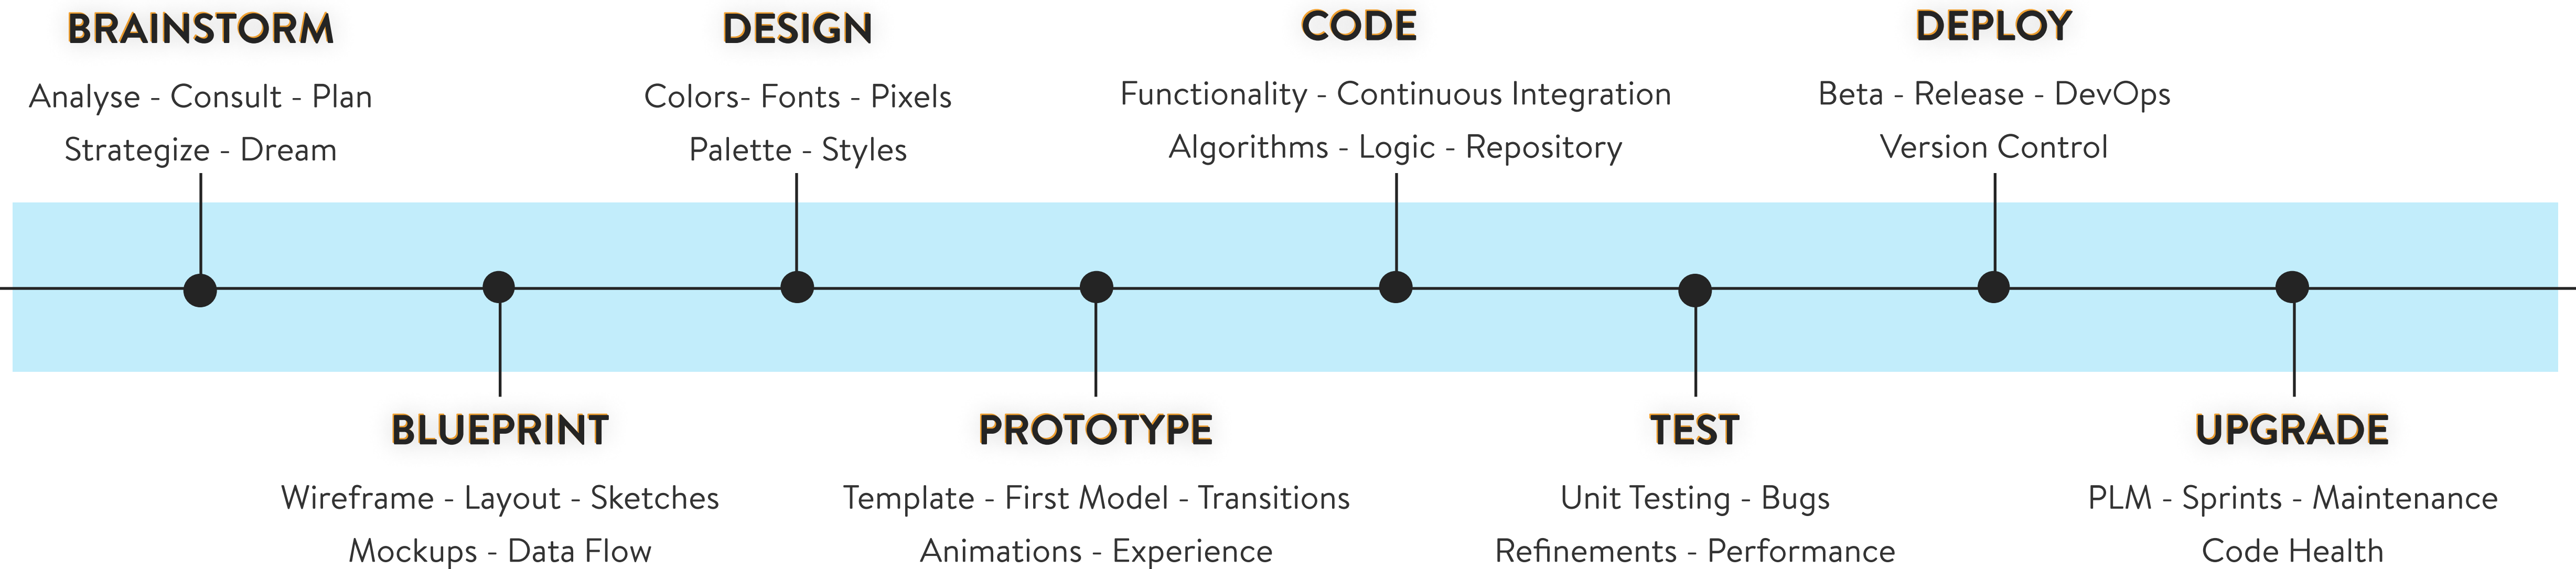 BRAINSTORM
Analyse - Consult - Plan
Strategize - Dream
BLUEPRINT
Wireframe - Layout - Sketches
Mockups - Data Flow
DESIGN
Colors- Fonts - Pixels
Palette - Styles
PROTOTYPE
Template - First Model - Transitions
Animations - Experience
CODE
Functionality - Continuous Integration
Algorithms - Logic - Repository
TEST
Unit Testing - Bugs
Refinements - Performance
DEPLOY
Beta - Release - DevOps
Version Control
UPGRADE
PLM - Sprints - Maintenance
Code Health